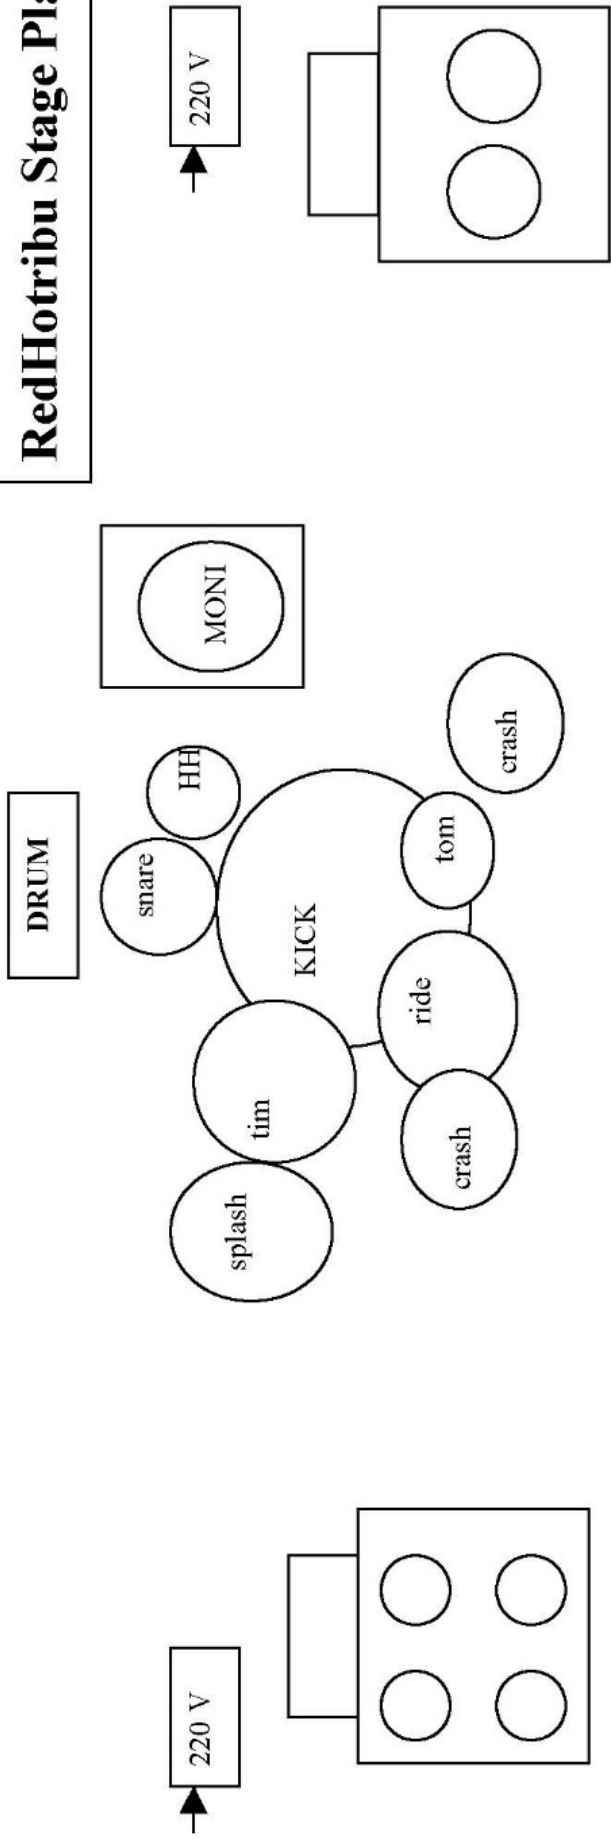 RedHotribu Stage Pla
DRUM
snare
HH
220 V
220 V
MONI
splash
tim
KICK
ride
tom
crash
crash